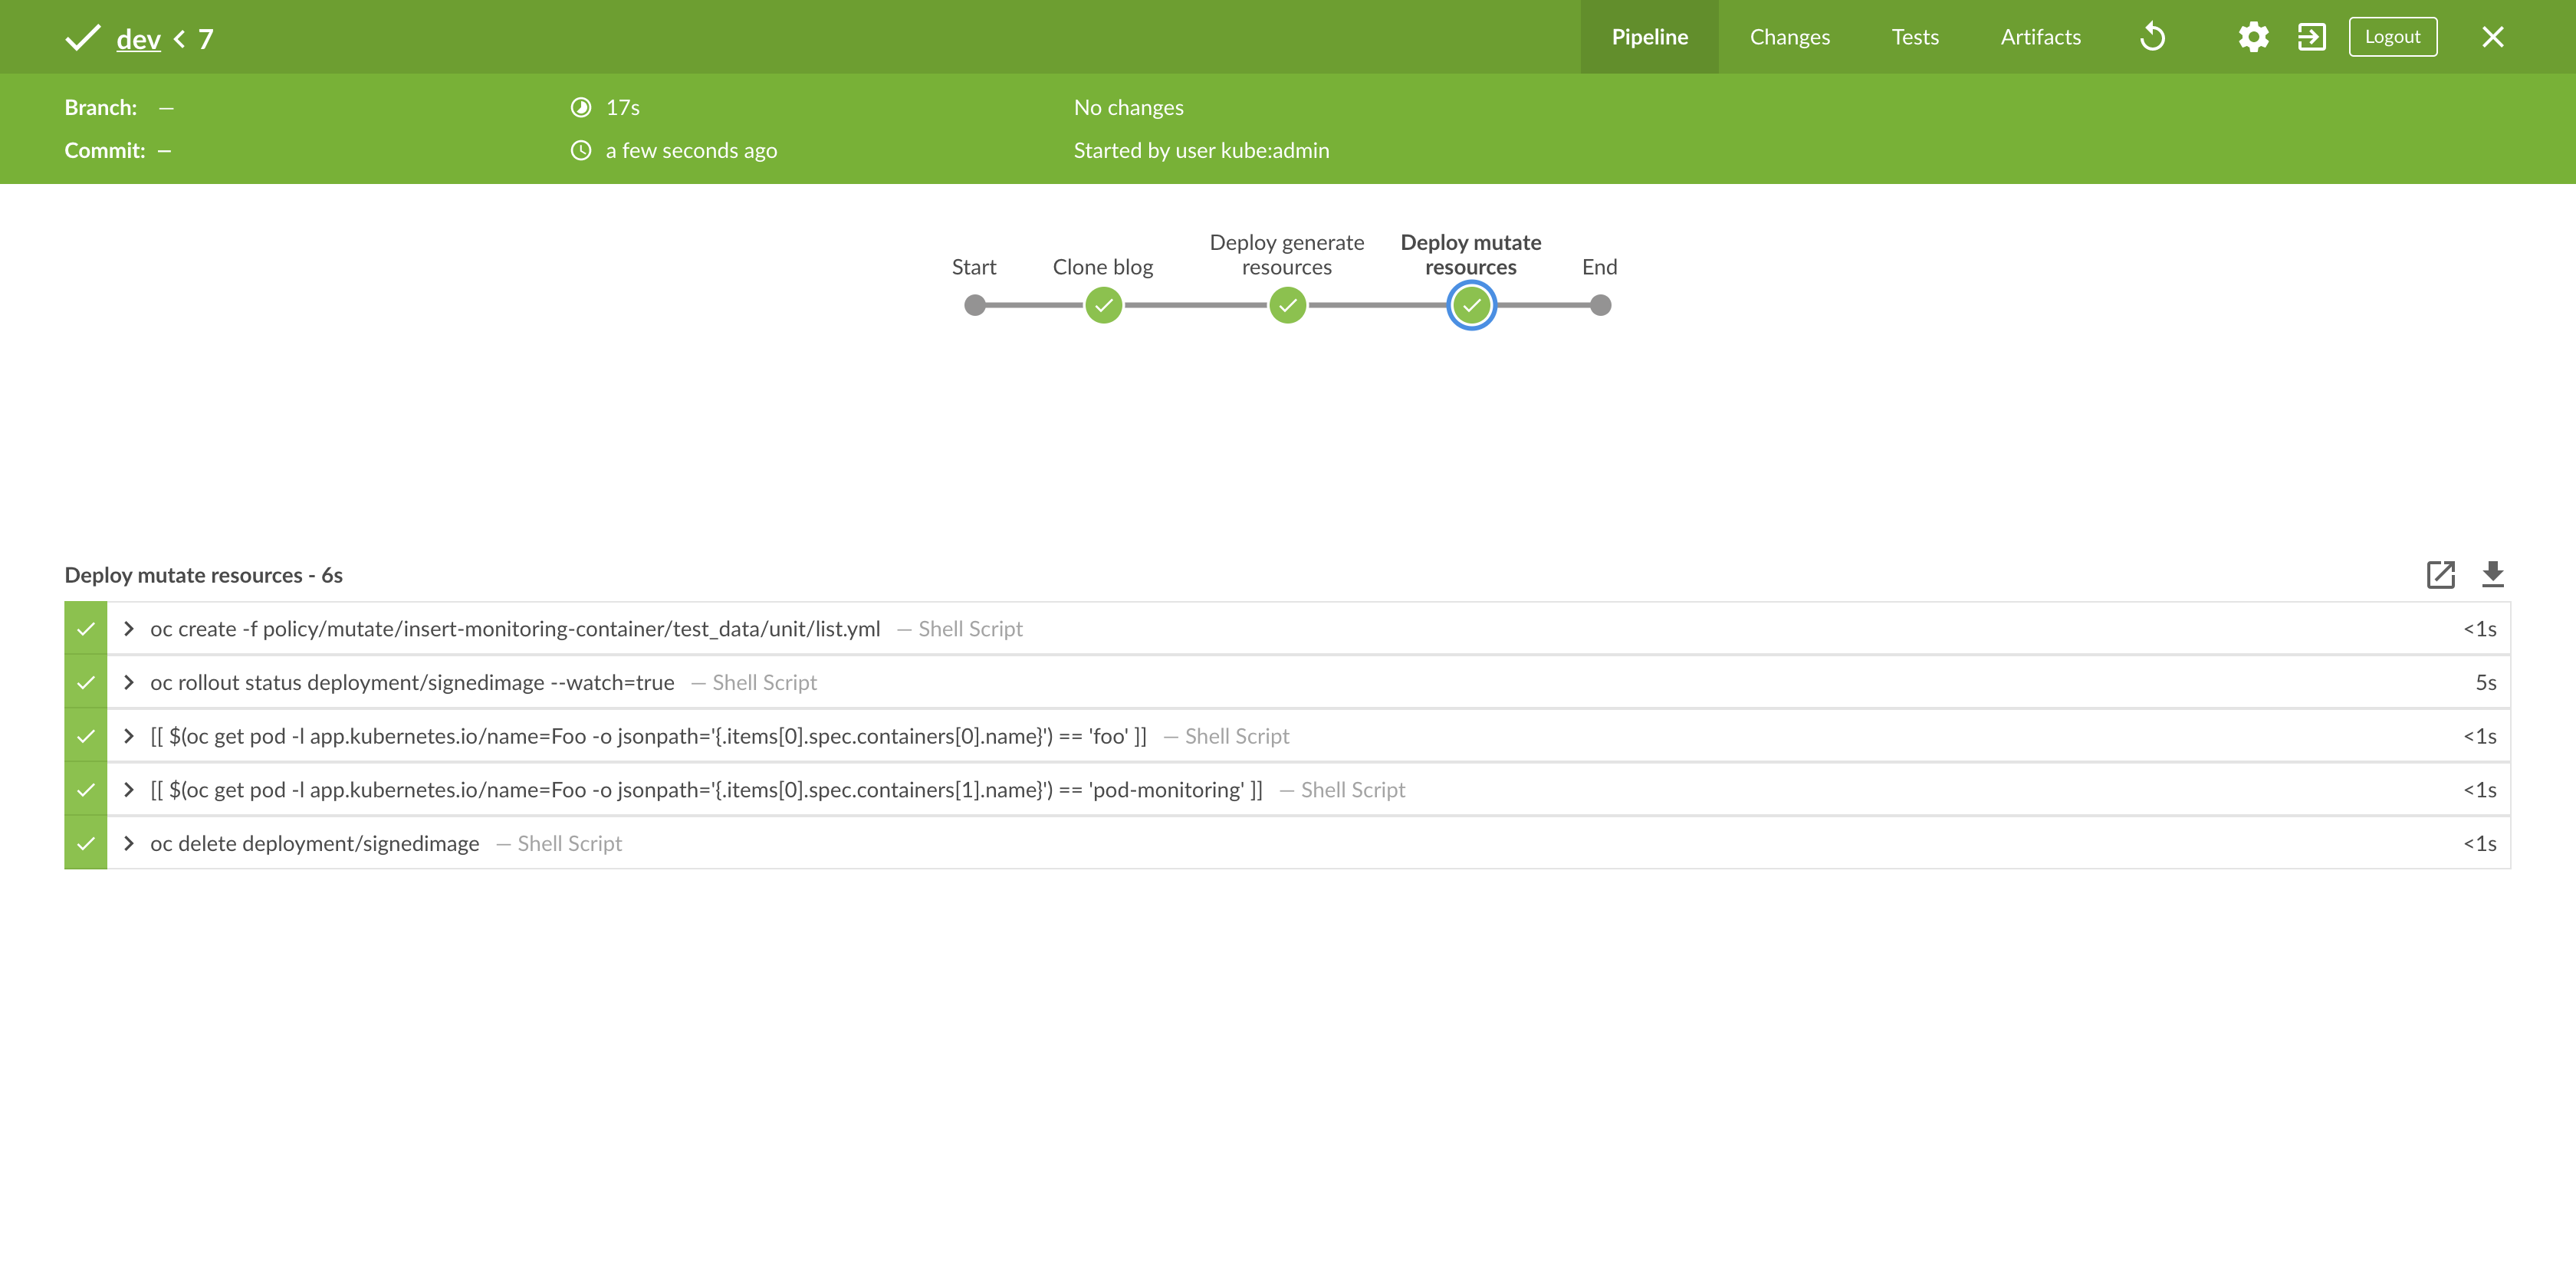 dev < 7
Pipeline Changes Tests Artifacts Logout
Branch: — 17s No changes
Commit: — a few seconds ago Started by user kube:admin
Deploy generate Deploy mutate
Start Clone blog resources resources End
Deploy mutate resources - 6s
oc create -f policy/mutate/insert-monitoring-container/test_data/unit/list.yml — Shell Script <1s
oc rollout status deployment/signedimage --watch=true — Shell Script 5s
[[ $(oc get pod -l app.kubernetes.io/name=Foo -o jsonpath='{.items[0].spec.containers[0].name}') == 'foo' ]] — Shell Script <1s
[[ $(oc get pod -l app.kubernetes.io/name=Foo -o jsonpath='{.items[0].spec.containers[1].name}') == 'pod-monitoring' ]] — Shell Script <1s
oc delete deployment/signedimage — Shell Script <1s